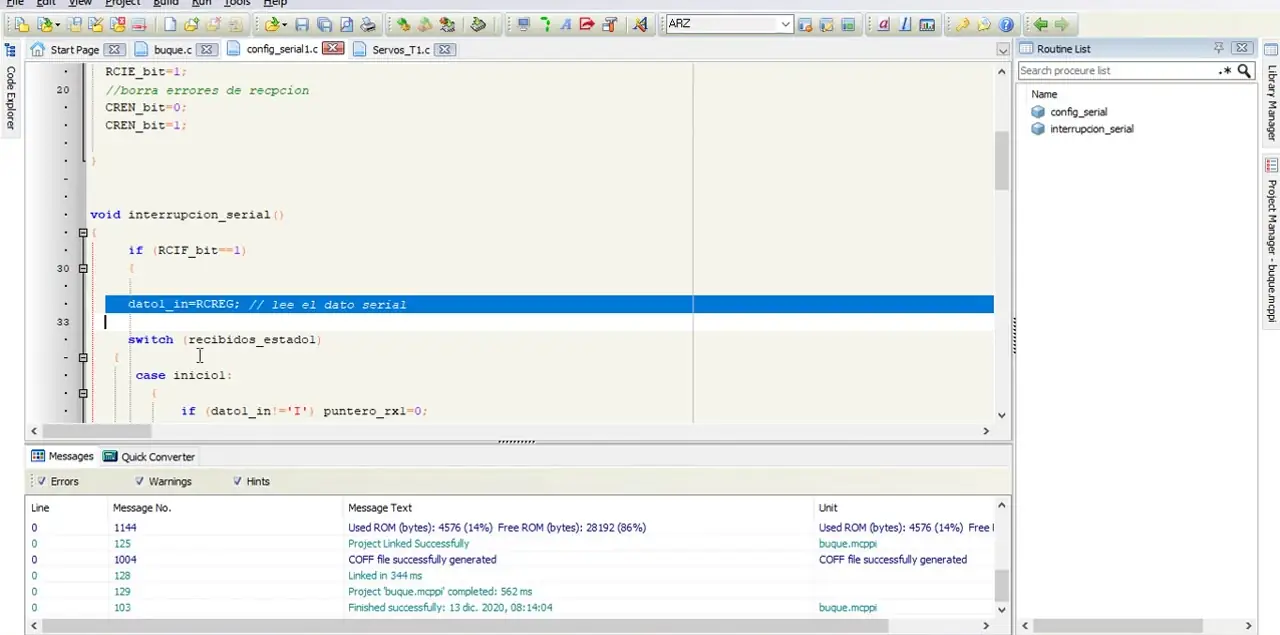 File Edit View Project Build Run Tools Help
ARZ
Start Page buque.c config_serial1.c Servos_T1.c
Code Explorer
RCIE_bit=1;
20 //borra errores de recpcion
CREN_bit=0;
CREN_bit=1;
}
void interrupcion_serial()
{
if (RCIF_bit==1)
30 {
dato1_in=RCREG; // lee el dato serial
33
switch (recibidos_estado1)
{
case inicio1:
{
if (dato1_in!='I') puntero_rx1=0;
Routine List
Search proceure list .*
Name
config_serial
interrupcion_serial
Library Manager
Project Manager - buque.mcppi
Messages Quick Converter
Errors Warnings Hints
Line Message No. Message Text Unit
0 1144 Used ROM (bytes): 4576 (14%) Free ROM (bytes): 28192 (86%) Used ROM (bytes): 4576 (14%) Free
0 125 Project Linked Successfully buque.mcppi
0 1004 COFF file successfully generated COFF file successfully generated
0 128 Linked in 344 ms
0 129 Project 'buque.mcppi' completed: 562 ms
0 103 Finished successfully: 13 dic. 2020, 08:14:04 buque.mcppi